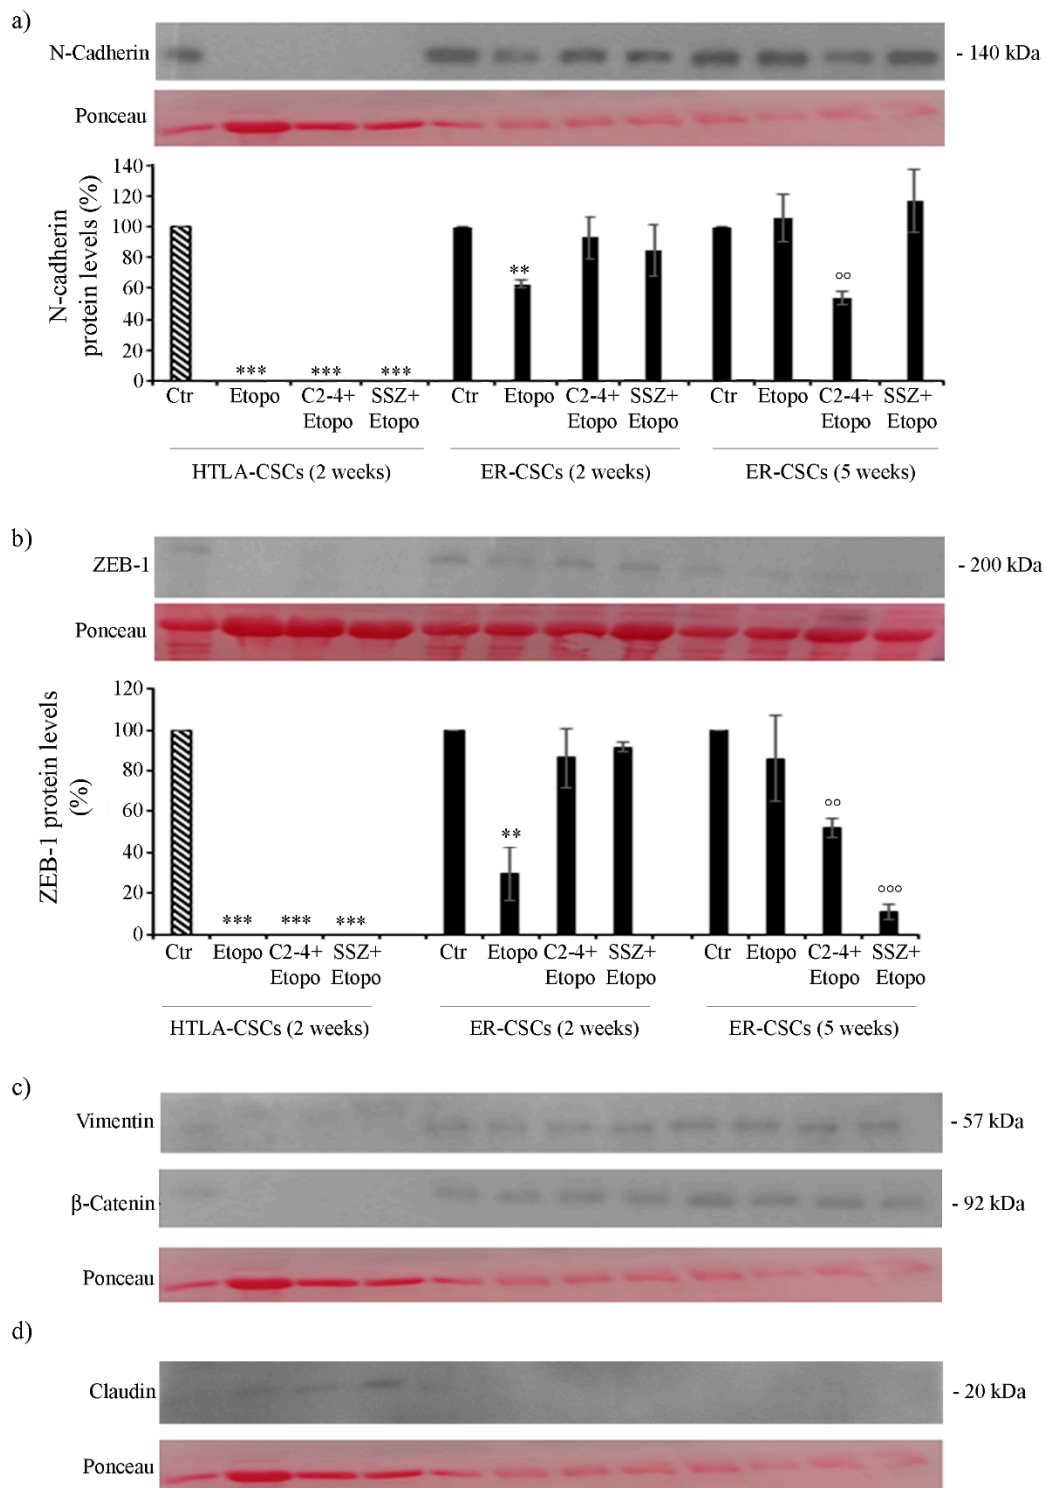 a)
N-Cadherin
- 140 kDa
Ponceau
N-cadherin
protein levels (%)
140
120
100
80
60
40
20
0
***
***
***
**
°°
Ctr
Etopo
C2-4+
Etopo
SSZ+
Etopo
Ctr
Etopo
C2-4+
Etopo
SSZ+
Etopo
Ctr
Etopo
C2-4+
Etopo
SSZ+
Etopo
HTLA-CSCs (2 weeks)
ER-CSCs (2 weeks)
ER-CSCs (5 weeks)
b)
ZEB-1
- 200 kDa
Ponceau
ZEB-1 protein levels
(%)
120
100
80
60
40
20
0
***
***
***
**
°°
°°°
Ctr
Etopo
C2-4+
Etopo
SSZ+
Etopo
Ctr
Etopo
C2-4+
Etopo
SSZ+
Etopo
Ctr
Etopo
C2-4+
Etopo
SSZ+
Etopo
HTLA-CSCs (2 weeks)
ER-CSCs (2 weeks)
ER-CSCs (5 weeks)
c)
Vimentin
- 57 kDa
β-Catenin
- 92 kDa
Ponceau
d)
Claudin
- 20 kDa
Ponceau